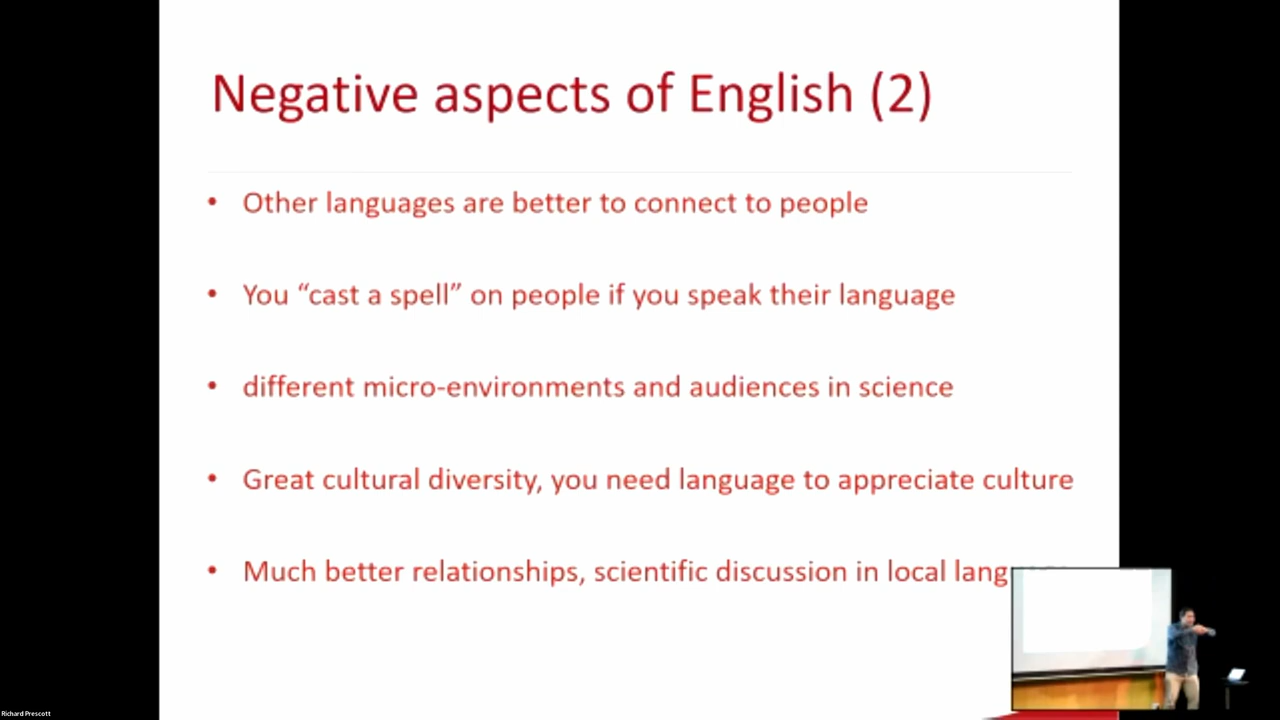 Negative aspects of English (2)
• Other languages are better to connect to people
• You “cast a spell” on people if you speak their language
• different micro-environments and audiences in science
• Great cultural diversity, you need language to appreciate culture
• Much better relationships, scientific discussion in local
Richard Prescott